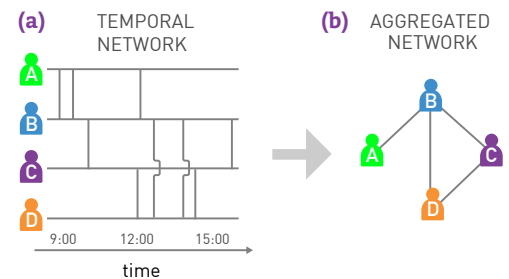 (a) TEMPORAL
NETWORK
A
B
C
D
9:00 12:00 15:00
time
(b) AGGREGATED
NETWORK
B
A
C
D